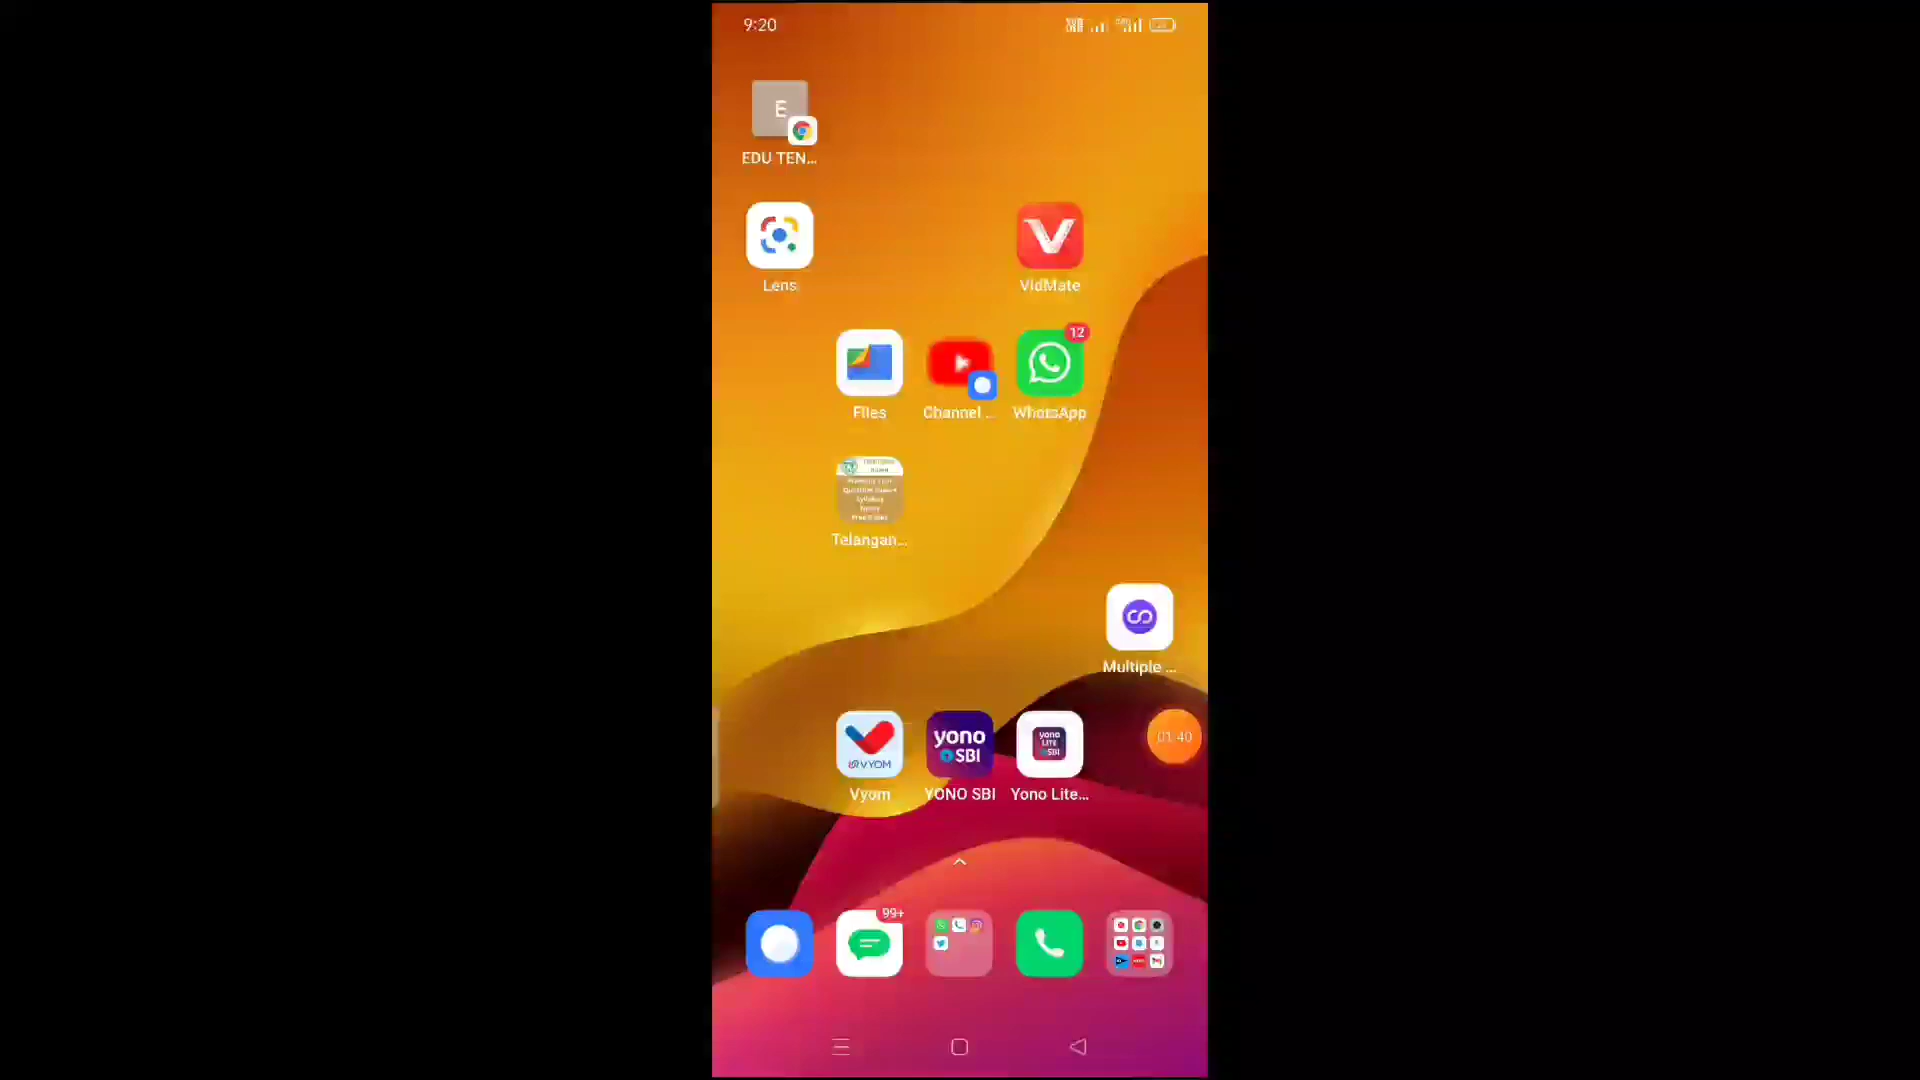 9:20
E
EDU TEN...
Lens
VidMate
12
Files
Channel ...
WhatsApp
Telangan...
Multiple ...
VYOM
yono
SBI
yono
LITE
SBI
01:40
Vyom
YONO SBI
Yono Lite...
99+